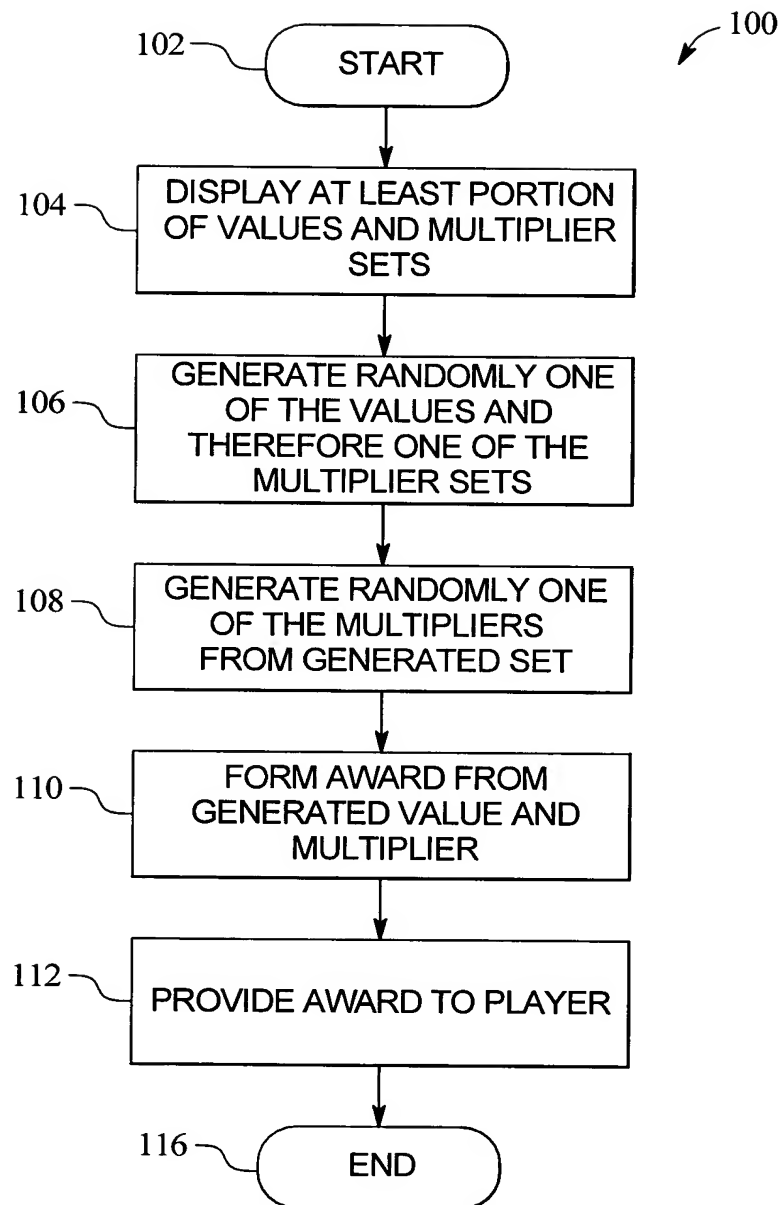 100
102
START
104
DISPLAY AT LEAST PORTION
OF VALUES AND MULTIPLIER
SETS
106
GENERATE RANDOMLY ONE
OF THE VALUES AND
THEREFORE ONE OF THE
MULTIPLIER SETS
108
GENERATE RANDOMLY ONE
OF THE MULTIPLIERS
FROM GENERATED SET
110
FORM AWARD FROM
GENERATED VALUE AND
MULTIPLIER
112
PROVIDE AWARD TO PLAYER
116
END